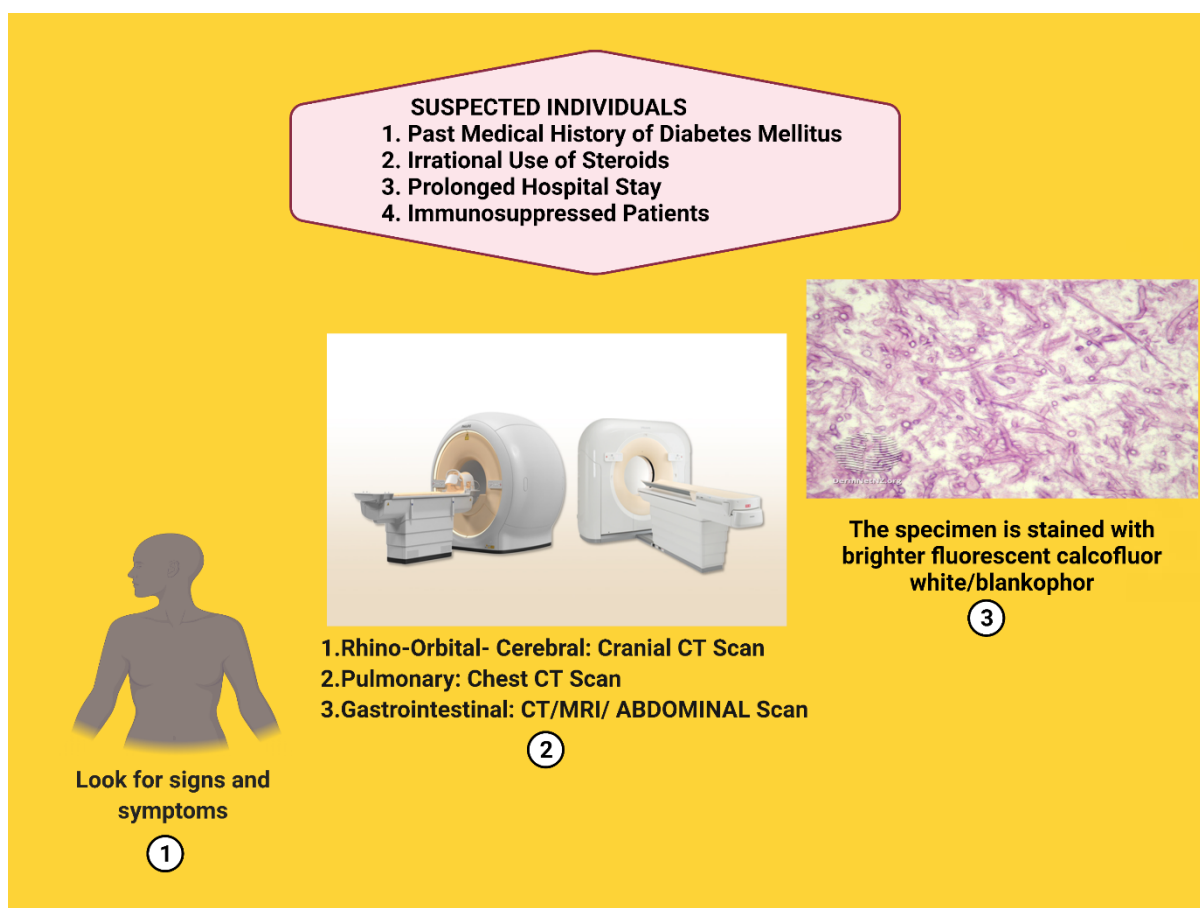 SUSPECTED INDIVIDUALS
1. Past Medical History of Diabetes Mellitus
2. Irrational Use of Steroids
3. Prolonged Hospital Stay
4. Immunosuppressed Patients
dermnetnz.org
The specimen is stained with
brighter fluorescent calcofluor
white/blankophor
3
1.Rhino-Orbital- Cerebral: Cranial CT Scan
2.Pulmonary: Chest CT Scan
3.Gastrointestinal: CT/MRI/ ABDOMINAL Scan
2
Look for signs and
symptoms
1